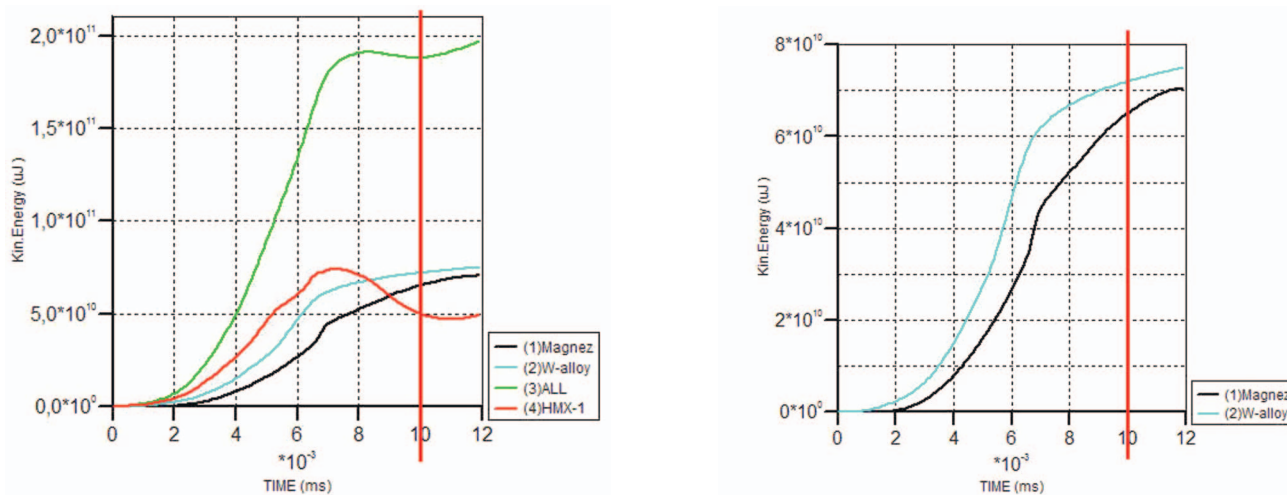 2,0*10¹¹
1,5*10¹¹
1,0*10¹¹
5,0*10¹⁰
0,0*10⁰
Kin.Energy (uJ )
0 2 4 6 8 10 12
*10⁻³
TIME (ms)
(1)Magnez
(2)W-alloy
(3)ALL
(4)HMX-1
8*10¹⁰
6*10¹⁰
4*10¹⁰
2*10¹⁰
0*10⁰
Kin.Energy (uJ )
0 2 4 6 8 10 12
*10⁻³
TIME (ms)
(1)Magnez
(2)W-alloy